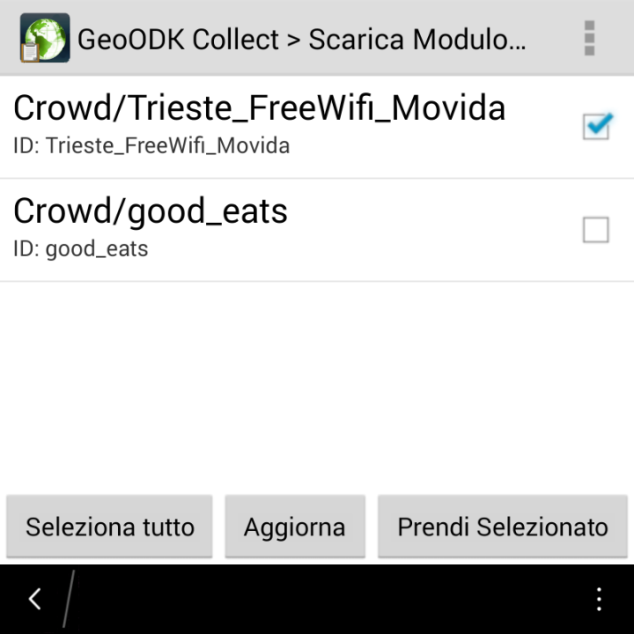 GeoODK Collect > Scarica Modulo...
Crowd/Trieste_FreeWifi_Movida
ID: Trieste_FreeWifi_Movida
Crowd/good_eats
ID: good_eats
Seleziona tutto
Aggiorna
Prendi Selezionato